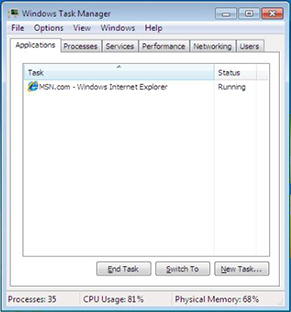 Windows Task Manager
File Options View Windows Help
Applications Processes Services Performance Networking Users
Task Status
MSN.com - Windows Internet Explorer Running
End Task Switch To New Task...
Processes: 35 CPU Usage: 81% Physical Memory: 68%